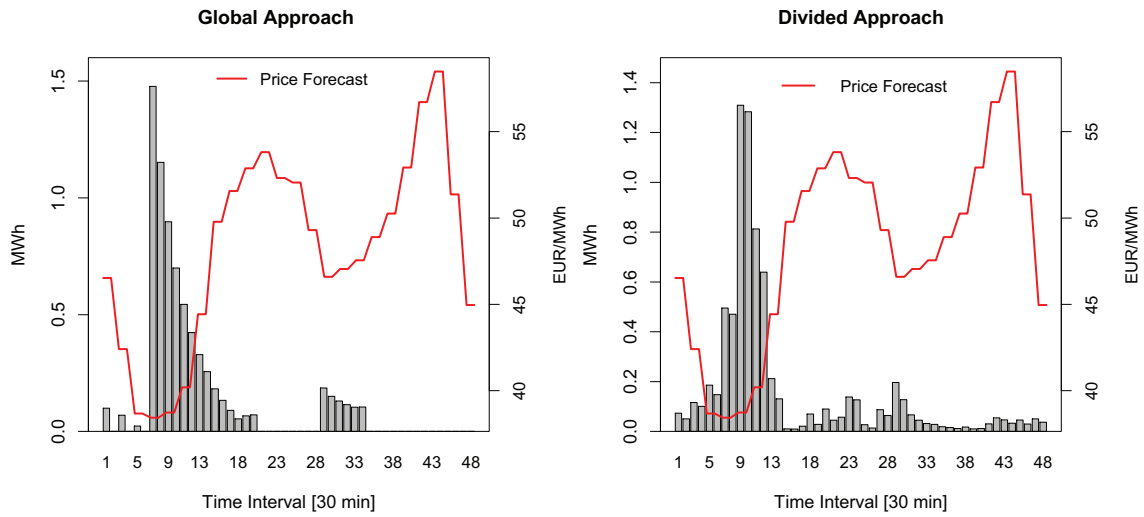 Global Approach
Price Forecast
MWh
0.0 0.5 1.0 1.5
1 5 9 13 18 23 28 33 38 43 48
Time Interval [30 min]
40 45 50 55
EUR/MWh
Divided Approach
Price Forecast
MWh
0.0 0.2 0.4 0.6 0.8 1.0 1.2 1.4
1 5 9 13 18 23 28 33 38 43 48
Time Interval [30 min]
40 45 50 55
EUR/MWh